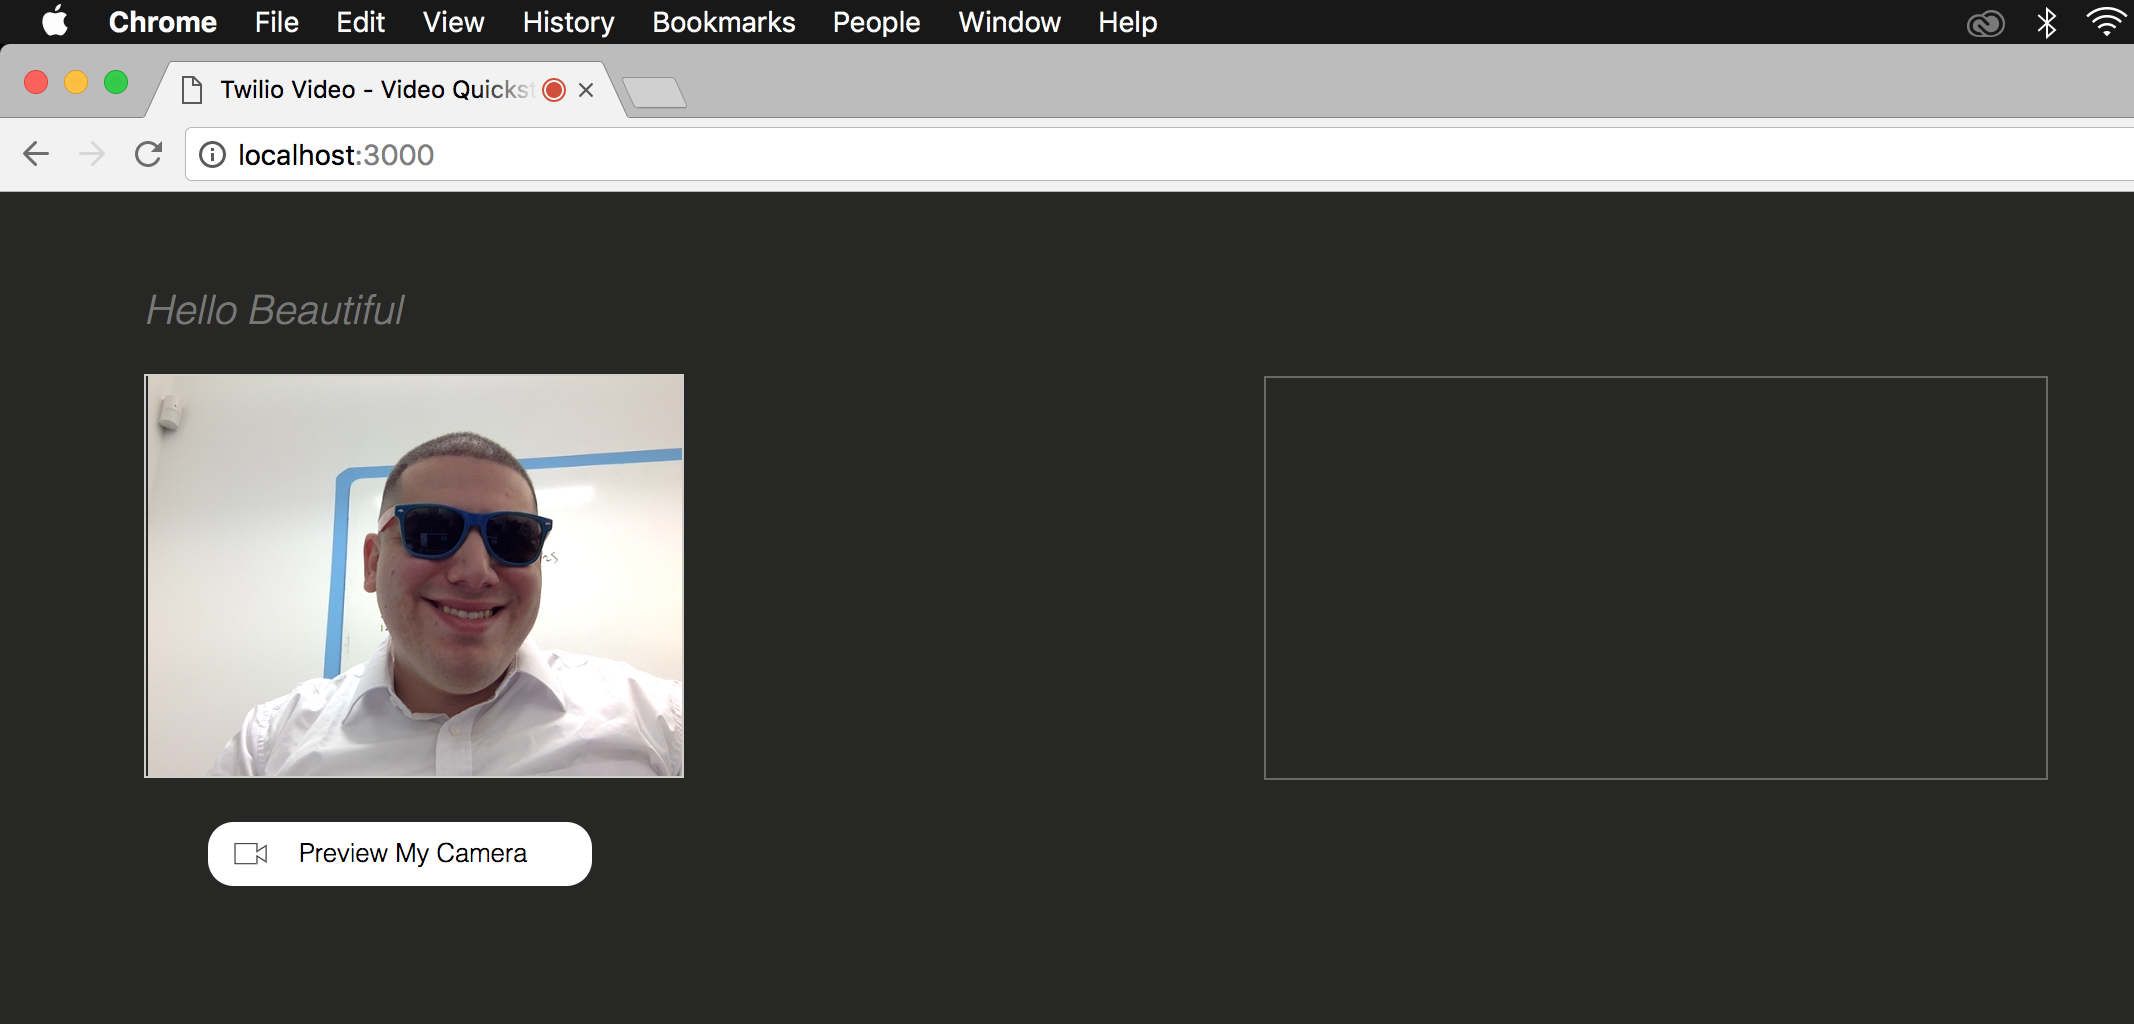 Chrome File Edit View History Bookmarks People Window Help
Twilio Video - Video Quickst
localhost:3000
Hello Beautiful
Preview My Camera